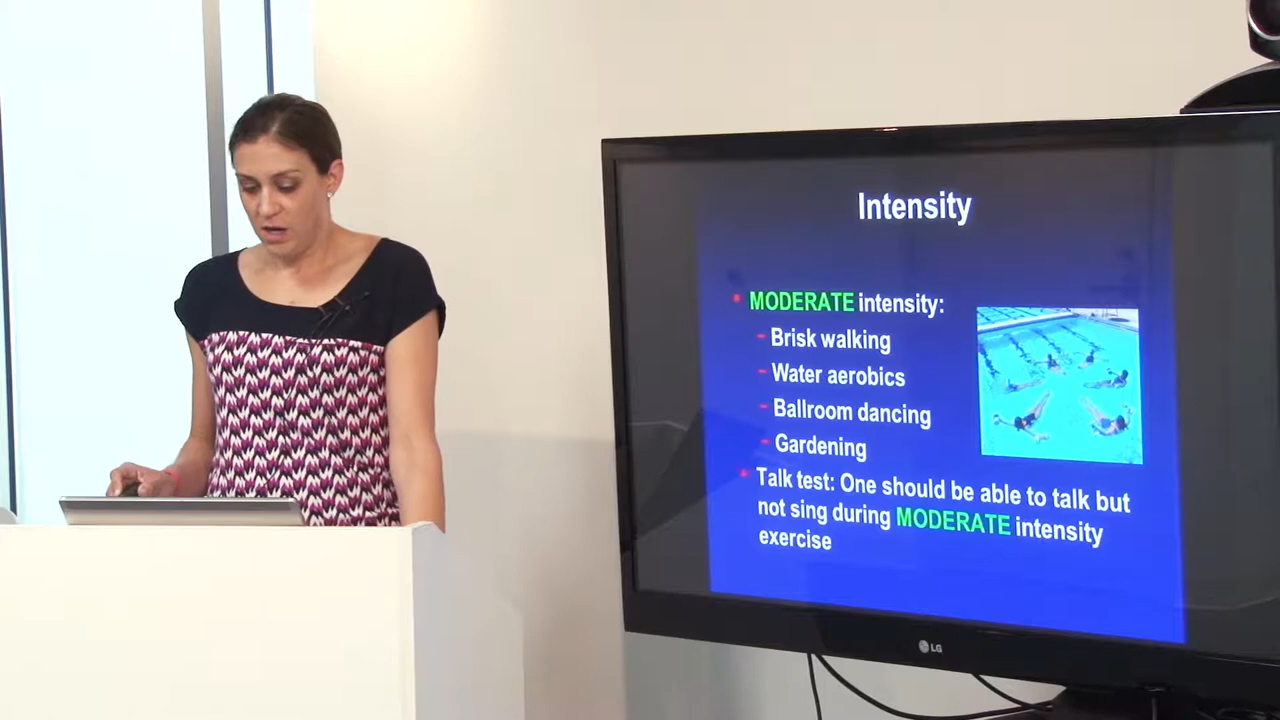 Intensity
MODERATE intensity:
Brisk walking
Water aerobics
Ballroom dancing
Gardening
Talk test: One should be able to talk but
not sing during MODERATE intensity
exercise
LG